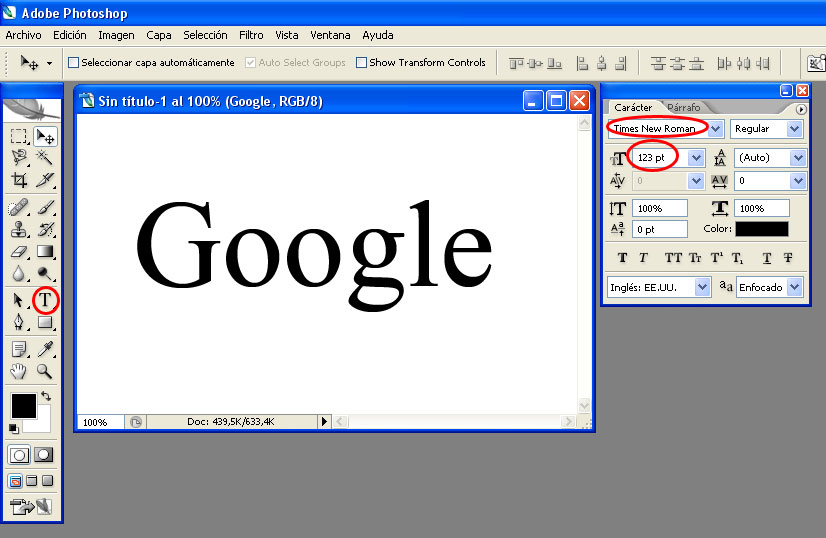 Adobe Photoshop
Archivo Edición Imagen Capa Selección Filtro Vista Ventana Ayuda
Seleccionar capa automáticamente Auto Select Groups Show Transform Controls
Sin título-1 al 100% (Google, RGB/8)
Google
100% Doc: 439,5K/633,4K
Carácter Párrafo
Times New Roman Regular
123 pt (Auto)
0 0
100% 100%
0 pt Color:
T T TT Tr T¹ T, T T
Inglés: EE.UU. aa Enfocado